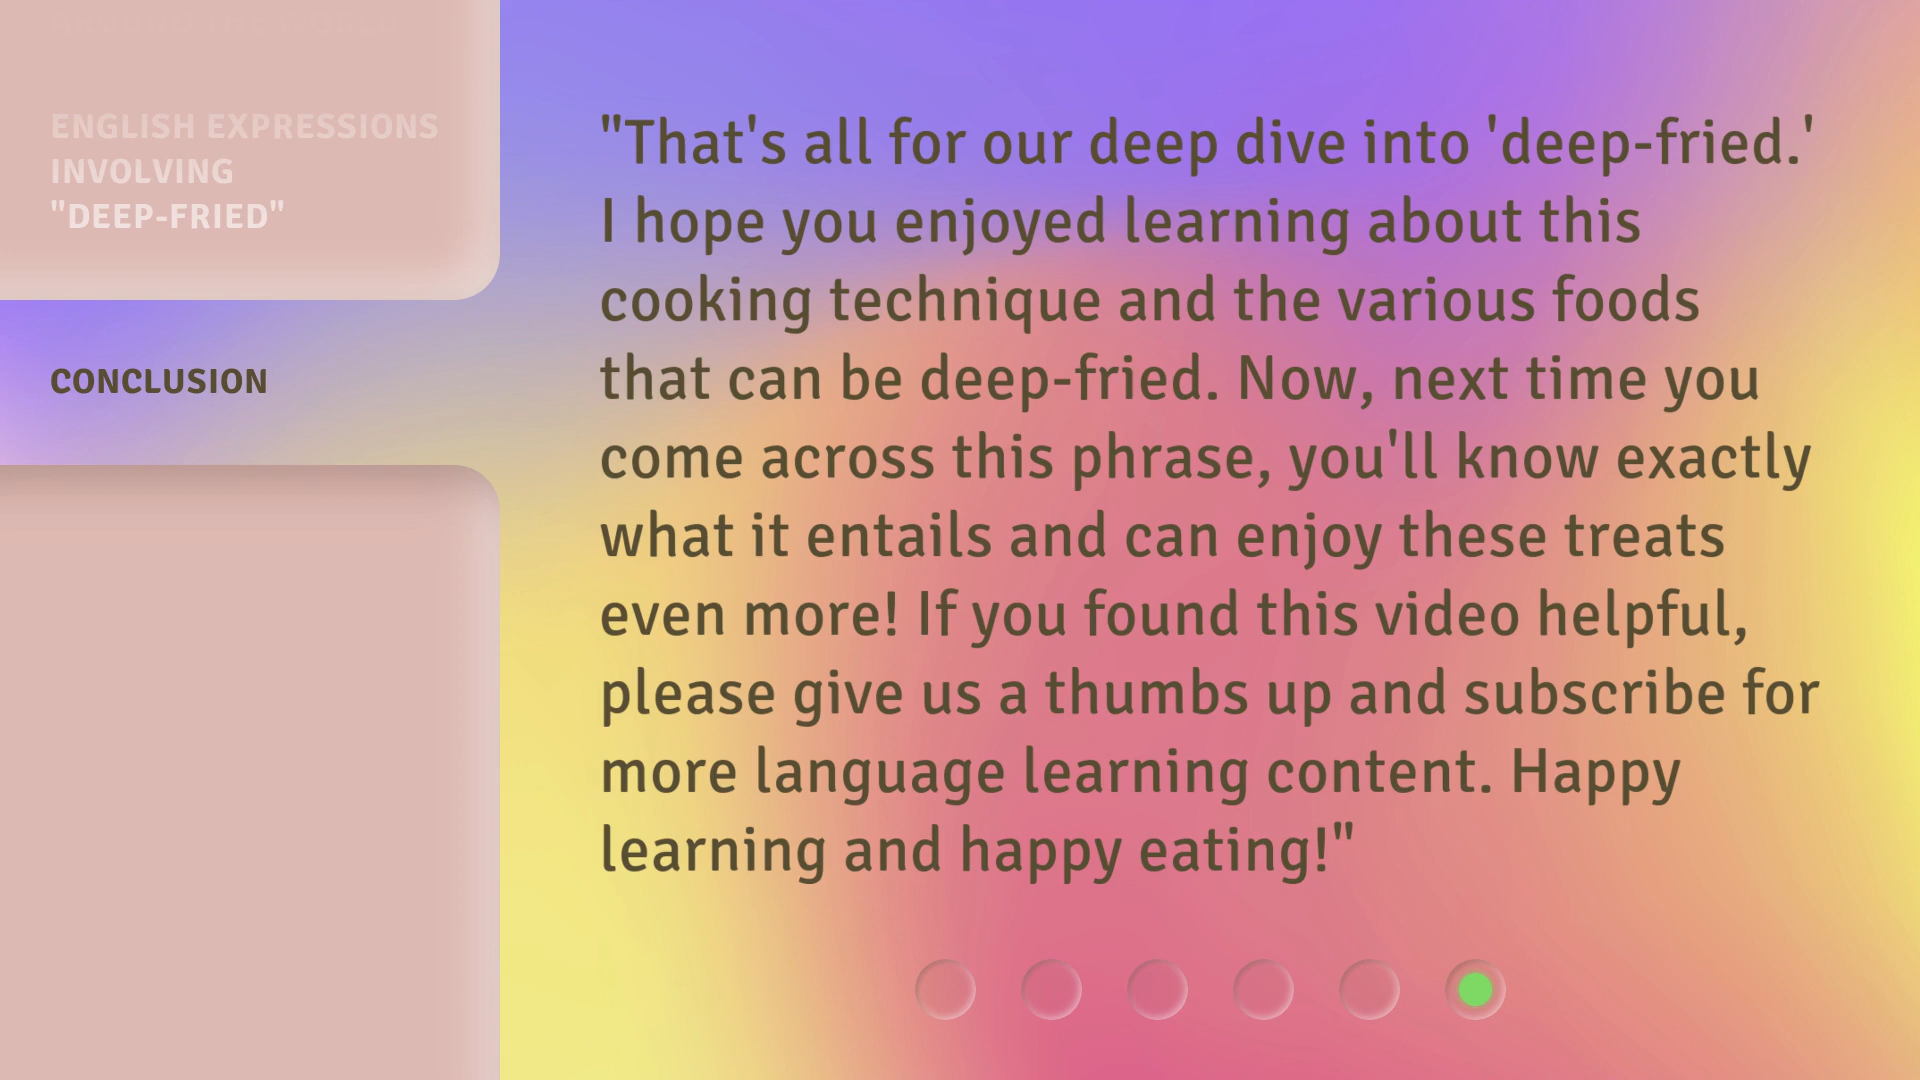 AROUND THE WORLD
ENGLISH EXPRESSIONS
INVOLVING
"DEEP-FRIED"
CONCLUSION
"That's all for our deep dive into 'deep-fried.'
I hope you enjoyed learning about this
cooking technique and the various foods
that can be deep-fried. Now, next time you
come across this phrase, you'll know exactly
what it entails and can enjoy these treats
even more! If you found this video helpful,
please give us a thumbs up and subscribe for
more language learning content. Happy
learning and happy eating!"